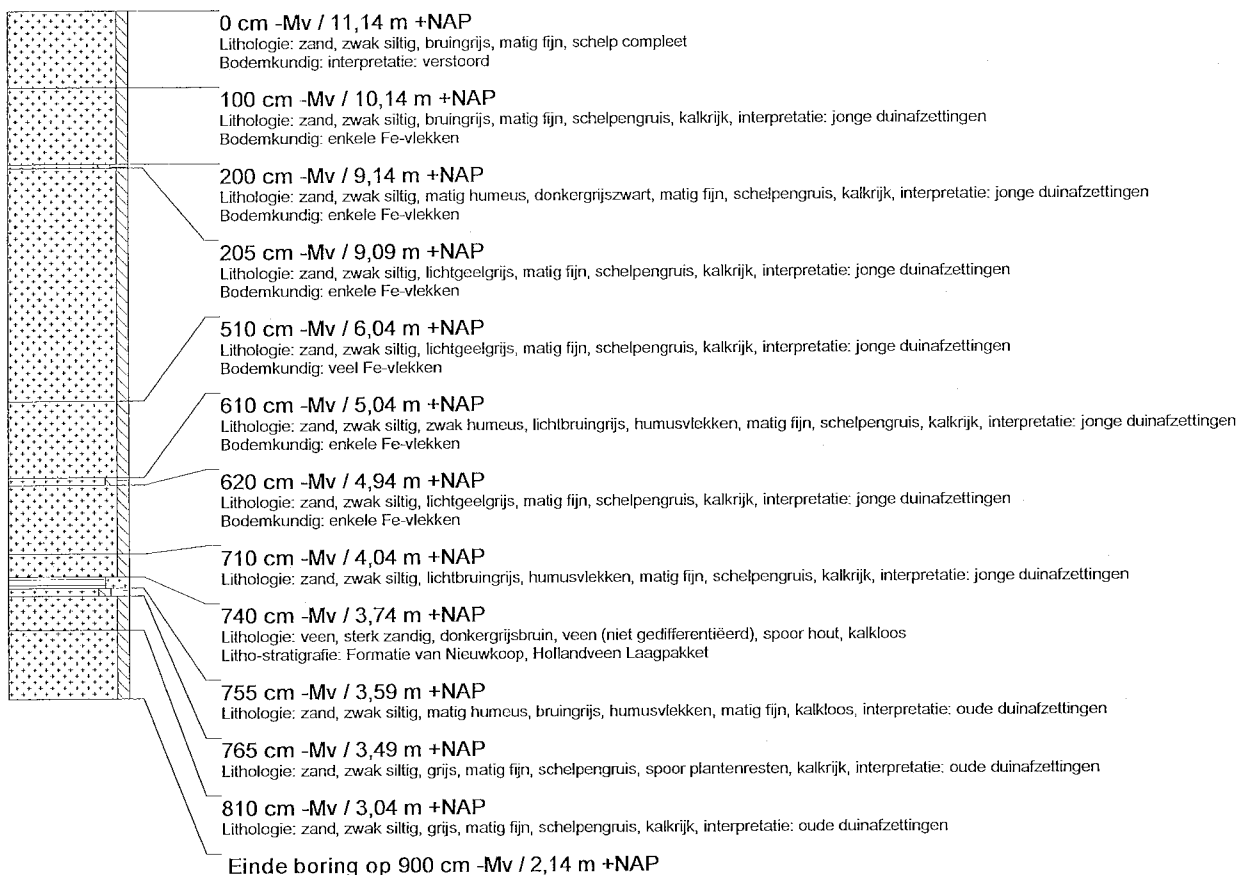 0 cm -Mv / 11,14 m +NAP
Lithologie: zand, zwak siltig, bruingrijs, matig fijn, schelp compleet
Bodemkundig: interpretatie: verstoord
100 cm -Mv / 10,14 m +NAP
Lithologie: zand, zwak siltig, bruingrijs, matig fijn, schelpengruis, kalkrijk, interpretatie: jonge duinafzettingen
Bodemkundig: enkele Fe-vlekken
200 cm -Mv / 9,14 m +NAP
Lithologie: zand, zwak siltig, matig humeus, donkergrijszwart, matig fijn, schelpengruis, kalkrijk, interpretatie: jonge duinafzettingen
Bodemkundig: enkele Fe-vlekken
205 cm -Mv / 9,09 m +NAP
Lithologie: zand, zwak siltig, lichtgeelgrijs, matig fijn, schelpengruis, kalkrijk, interpretatie: jonge duinafzettingen
Bodemkundig: enkele Fe-vlekken
510 cm -Mv / 6,04 m +NAP
Lithologie: zand, zwak siltig, lichtgeelgrijs, matig fijn, schelpengruis, kalkrijk, interpretatie: jonge duinafzettingen
Bodemkundig: veel Fe-vlekken
610 cm -Mv / 5,04 m +NAP
Lithologie: zand, zwak siltig, zwak humeus, lichtbruingrijs, humusvlekken, matig fijn, schelpengruis, kalkrijk, interpretatie: jonge duinafzettingen
Bodemkundig: enkele Fe-vlekken
620 cm -Mv / 4,94 m +NAP
Lithologie: zand, zwak siltig, lichtgeelgrijs, matig fijn, schelpengruis, kalkrijk, interpretatie: jonge duinafzettingen
Bodemkundig: enkele Fe-vlekken
710 cm -Mv / 4,04 m +NAP
Lithologie: zand, zwak siltig, lichtbruingrijs, humusvlekken, matig fijn, schelpengruis, kalkrijk, interpretatie: jonge duinafzettingen
740 cm -Mv / 3,74 m +NAP
Lithologie: veen, sterk zandig, donkergrijsbruin, veen (niet gedifferentiëerd), spoor hout, kalkloos
Litho-stratigrafie: Formatie van Nieuwkoop, Hollandveen Laagpakket
755 cm -Mv / 3,59 m +NAP
Lithologie: zand, zwak siltig, matig humeus, bruingrijs, humusvlekken, matig fijn, kalkloos, interpretatie: oude duinafzettingen
765 cm -Mv / 3,49 m +NAP
Lithologie: zand, zwak siltig, grijs, matig fijn, schelpengruis, spoor plantenresten, kalkrijk, interpretatie: oude duinafzettingen
810 cm -Mv / 3,04 m +NAP
Lithologie: zand, zwak siltig, grijs, matig fijn, schelpengruis, kalkrijk, interpretatie: oude duinafzettingen
Einde boring op 900 cm -Mv / 2,14 m +NAP